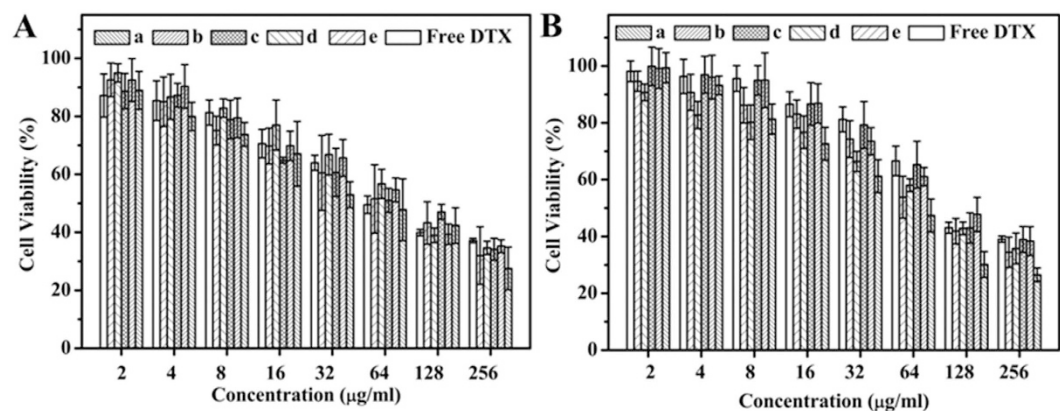 A
a b c d e Free DTX
100
80
60
40
20
0
Cell Viability (%)
2 4 8 16 32 64 128 256
Concentration (μg/ml)
B
a b c d e Free DTX
100
80
60
40
20
0
Cell Viability (%)
2 4 8 16 32 64 128 256
Concentration (μg/ml)